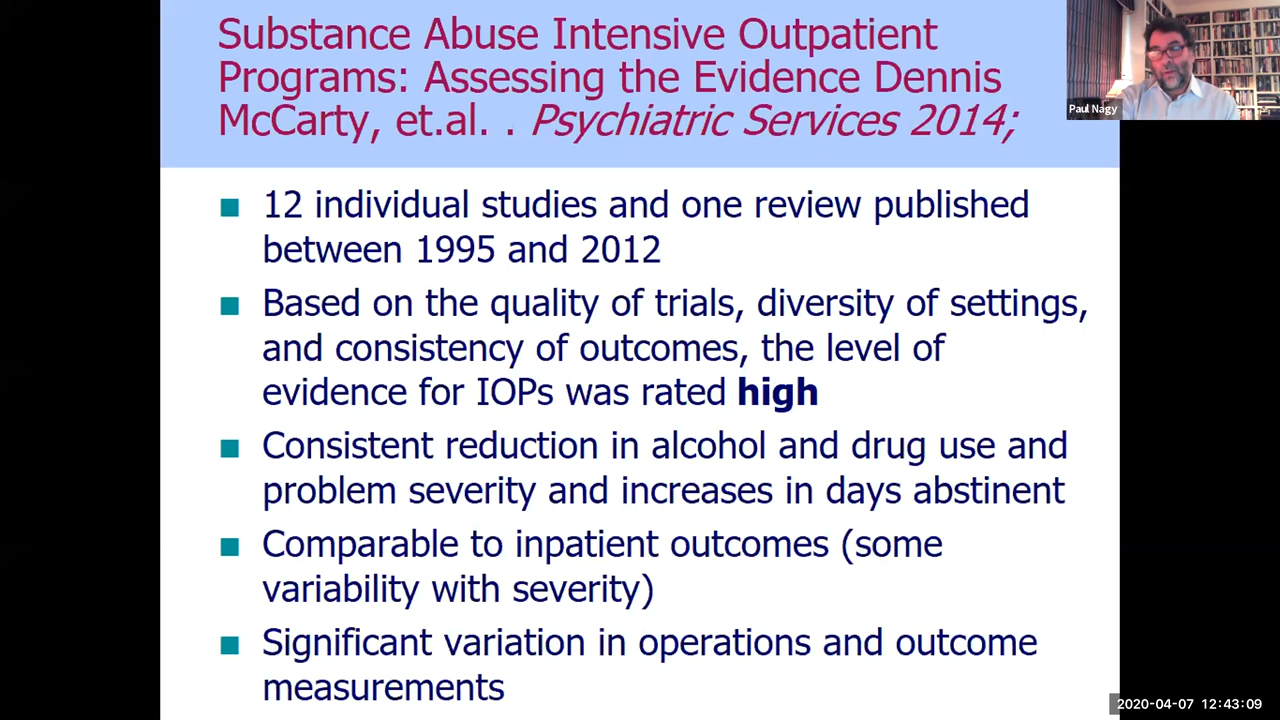 Substance Abuse Intensive Outpatient
Programs: Assessing the Evidence Dennis
McCarty, et.al. . Psychiatric Services 2014;
12 individual studies and one review published
between 1995 and 2012
Based on the quality of trials, diversity of settings,
and consistency of outcomes, the level of
evidence for IOPs was rated high
Consistent reduction in alcohol and drug use and
problem severity and increases in days abstinent
Comparable to inpatient outcomes (some
variability with severity)
Significant variation in operations and outcome
measurements
Paul Nagy
2020-04-07 12:43:09